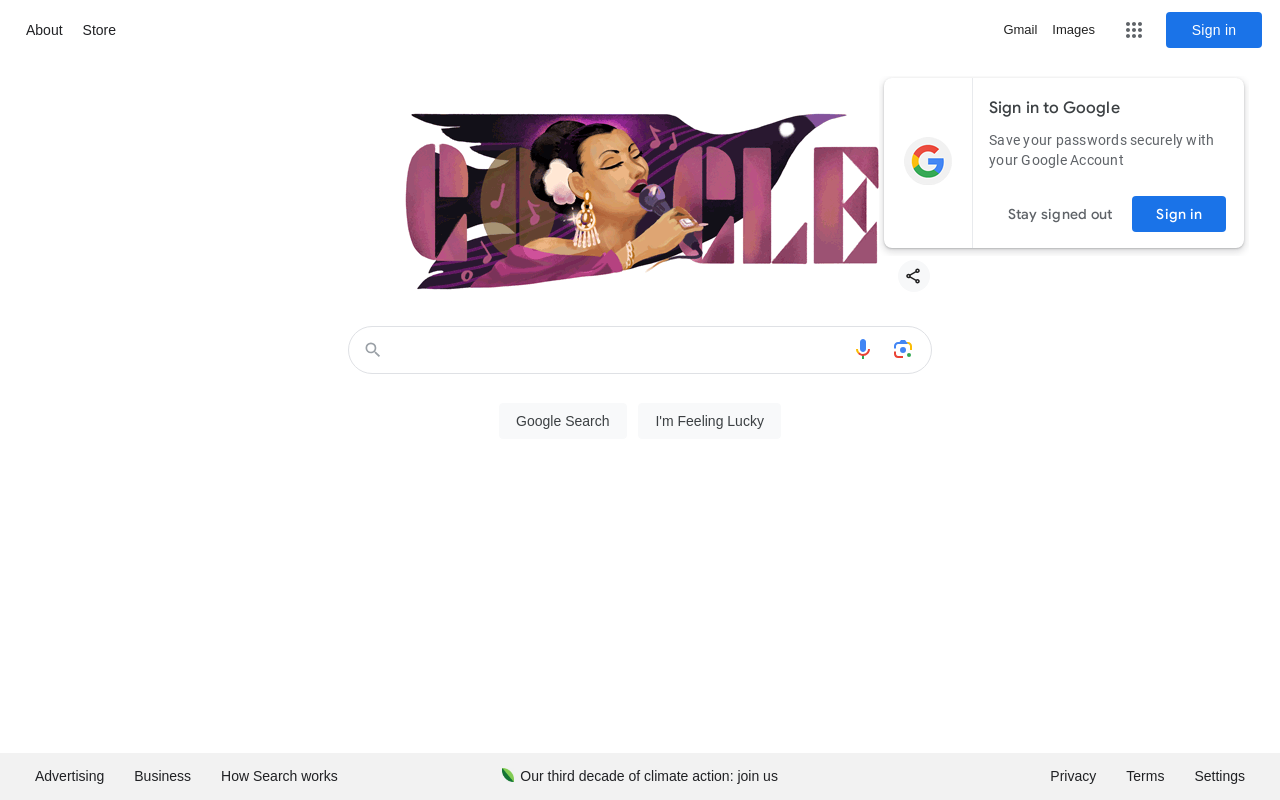 About Store
Gmail Images Sign in
GOOGLE
Sign in to Google
Save your passwords securely with
your Google Account
Stay signed out Sign in
Google Search I'm Feeling Lucky
Advertising Business How Search works
Our third decade of climate action: join us
Privacy Terms Settings